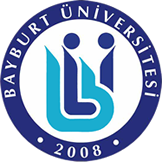 BAYBURT ÜNİVERSİTESİ
• 2008 •